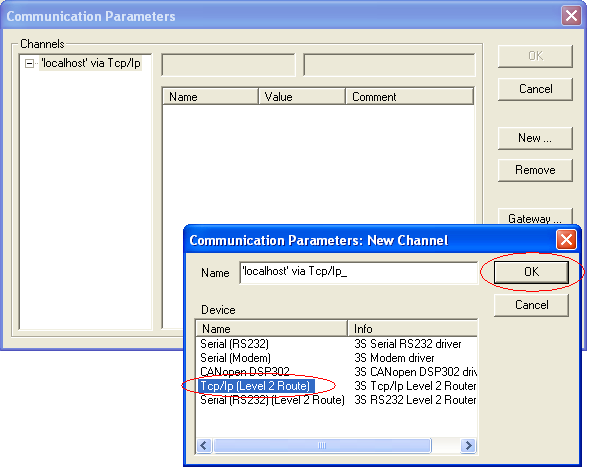 Communication Parameters
Channels
'localhost' via Tcp/Ip
OK
Cancel
Name Value Comment
New ...
Remove
Gateway ...
Communication Parameters: New Channel
Name 'localhost' via Tcp/Ip_
OK
Cancel
Device
Name Info
Serial (RS232) 3S Serial RS232 driver
Serial (Modem) 3S Modem driver
CANopen DSP302 3S CANopen DSP302 driv
Tcp/Ip (Level 2 Route) 3S Tcp/Ip Level 2 Router
Serial (RS232) (Level 2 Route) 3S RS232 Level 2 Router